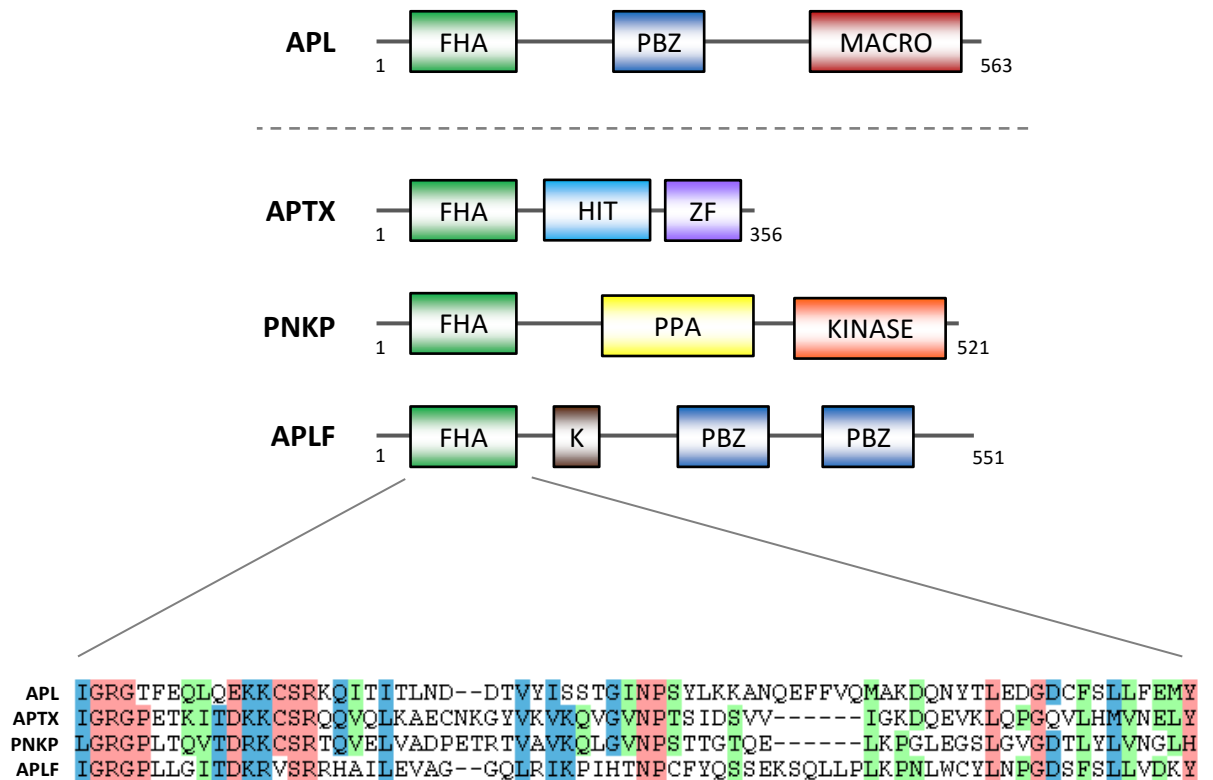 APL FHA PBZ MACRO
1 563
APTX FHA HIT ZF
1 356
PNKP FHA PPA KINASE
1 521
APLF FHA K PBZ PBZ
1 551
APL IGRGTFEQLQEKKCSRKQITITLND--DTVYISSTGINPSYLKKANQEFFVQMAKDQNYTLEDGDCFSLLFEMY
APTX IGRGPETKITDKKCSRQQVQLKAECNKGYVKVKQVGVNPTSIDSVV------IGKDQEVKLQPGQVLHMVNELY
PNKP LGRGPLTQVTDRKCSRTQVELVADPETRTVAVKQLGVNPSTTGTQE------LKPGLEGSLGVGDTLYLVNGLH
APLF IGRGPLLGITDKRVSRRHAILEVAG--GQLRIKPIHTNPCFYQSSEKSQLLPLKPNLWCYLNPGDSFSLLVDKY